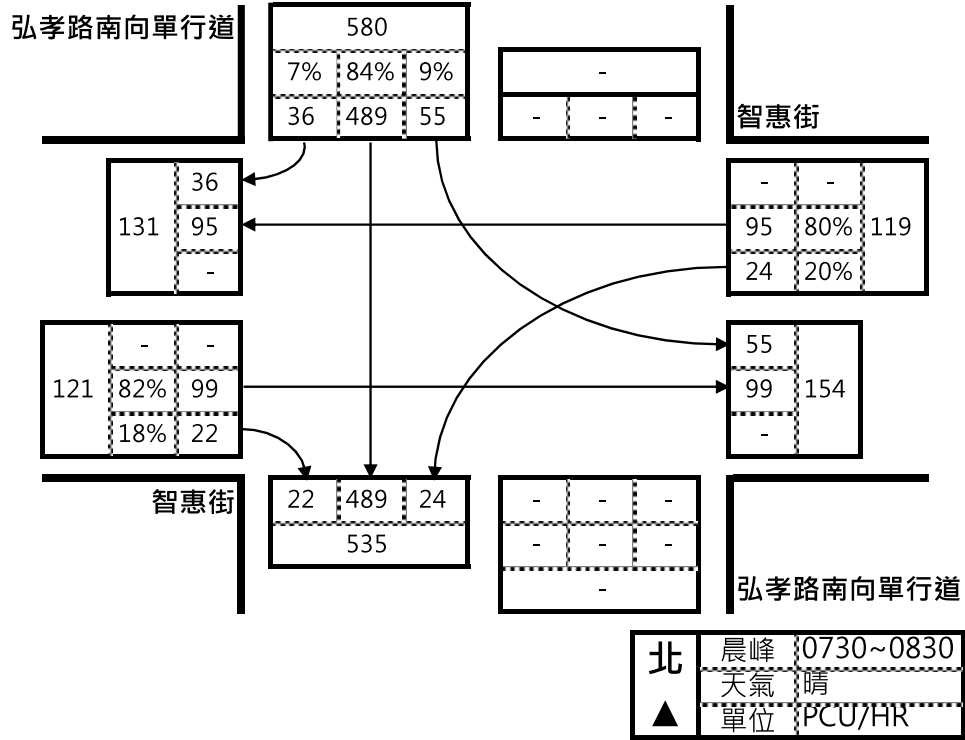 弘孝路南向單行道
580
7% 84% 9%
36 489 55
-
- - -
智惠街
131
36
95
-
- -
95 80%
24 20%
119
121
- -
82% 99
18% 22
55
99
-
154
智惠街
22 489 24
535
- - -
- - -
-
弘孝路南向單行道
北
▲
晨峰 0730~0830
天氣 晴
單位 PCU/HR